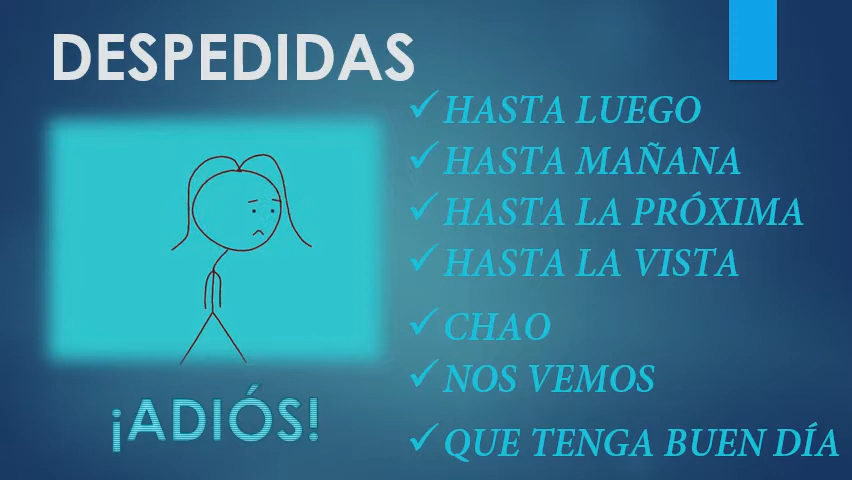 DESPEDIDAS
HASTA LUEGO
HASTA MAÑANA
HASTA LA PRÓXIMA
HASTA LA VISTA
CHAO
NOS VEMOS
QUE TENGA BUEN DÍA
¡ADIÓS!